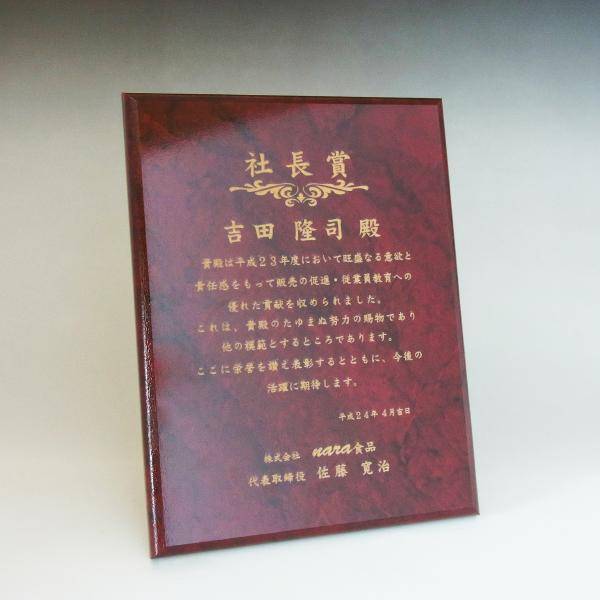 社長賞
吉田 隆司 殿
貴殿は平成23年度において旺盛なる意欲と
責任感をもって販売の促進・従業員教育への
優れた貢献を収められました。
これは、貴殿のたゆまぬ努力の賜物であり
他の模範とするところであります。
ここに栄誉を讃え表彰するとともに、今後の
活躍に期待します。
平成24年4月吉日
株式会社 nara食品
代表取締役 佐藤 寛治